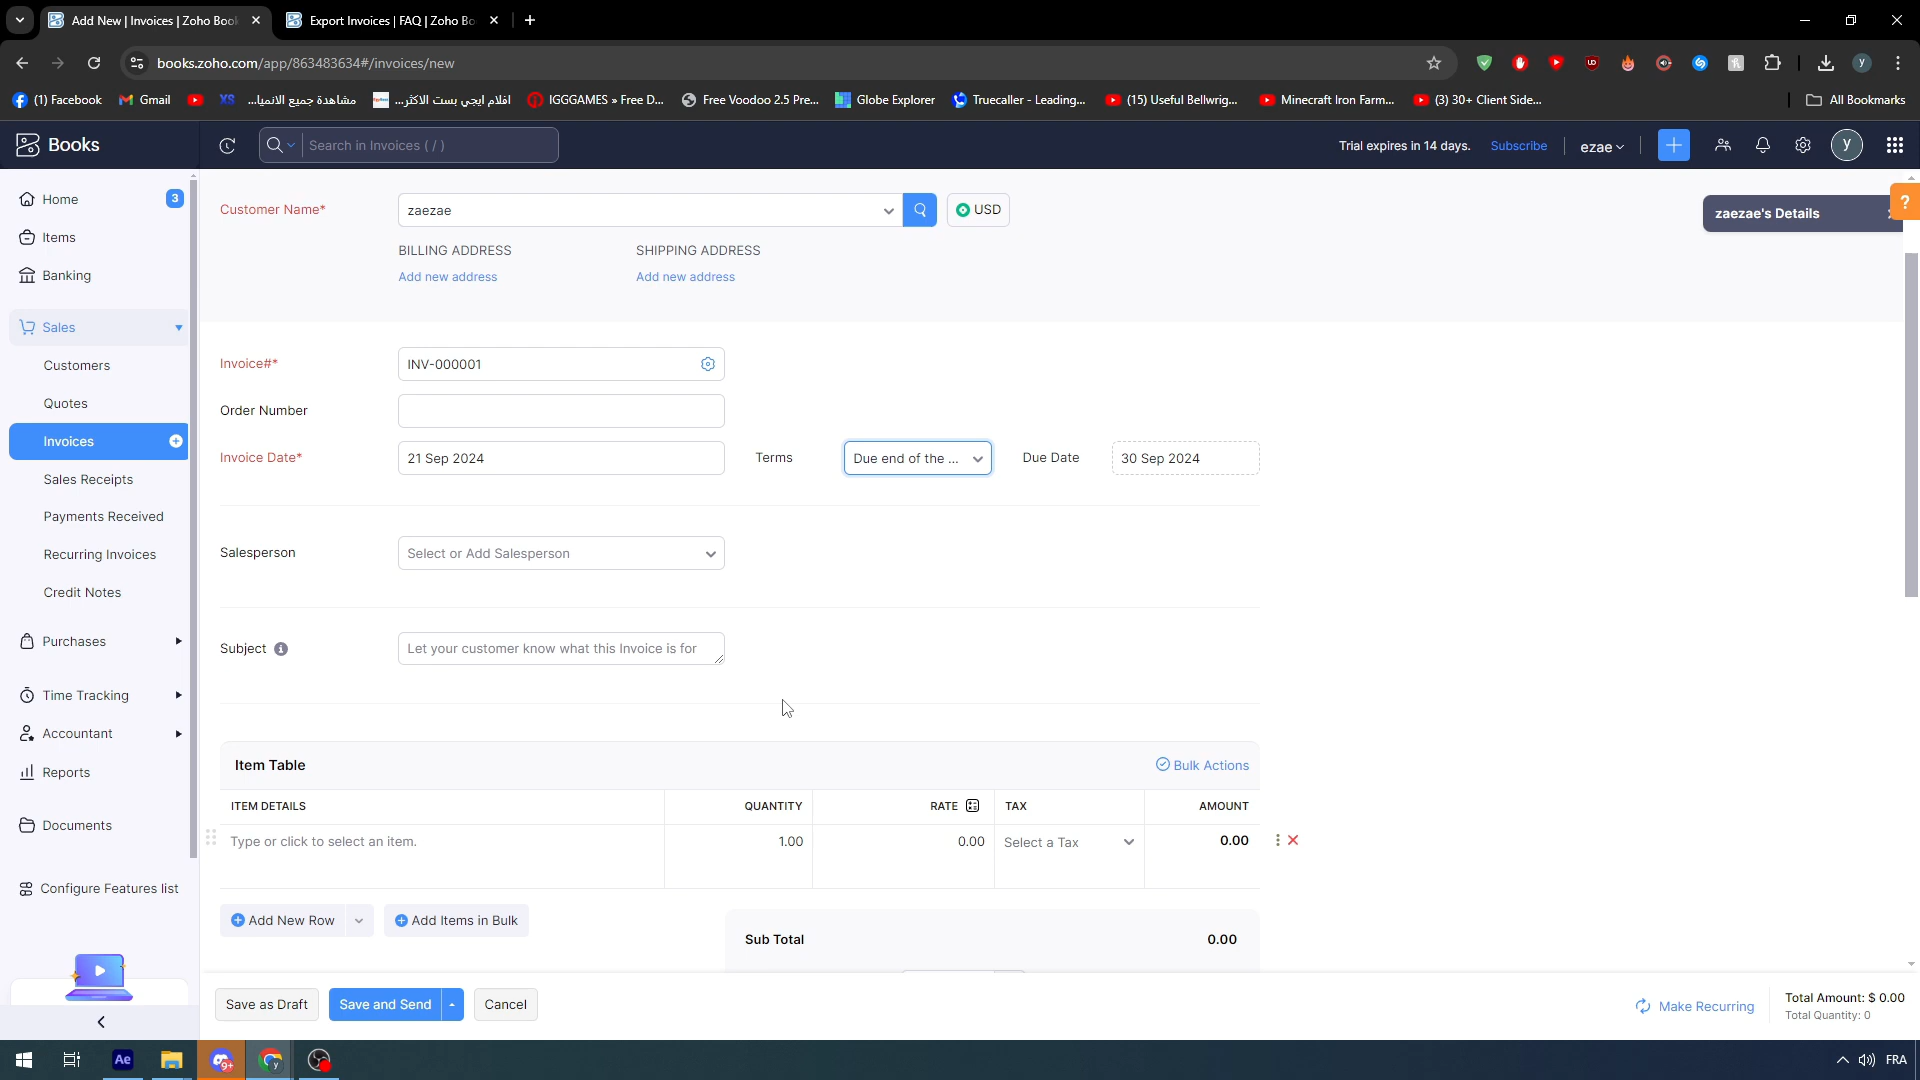 Add New | Invoices | Zoho Book
Export Invoices | FAQ | Zoho Bo
books.zoho.com/app/863483634#/invoices/new
(1) Facebook
Gmail
مشاهدة جميع الانميا...
افلام ايجي بست الاكثر...
IGGGAMES » Free D...
Free Voodoo 2.5 Pre...
Globe Explorer
Truecaller - Leading...
(15) Useful Bellwrig...
Minecraft Iron Farm...
(3) 30+ Client Side...
All Bookmarks
Books
Search in Invoices ( / )
Trial expires in 14 days.
Subscribe
ezae
y
Home
3
Items
Banking
Sales
Customers
Quotes
Invoices
Sales Receipts
Payments Received
Recurring Invoices
Credit Notes
Purchases
Time Tracking
Accountant
Reports
Documents
Configure Features list
Customer Name*
zaezae
USD
zaezae's Details
?
BILLING ADDRESS
SHIPPING ADDRESS
Add new address
Add new address
Invoice#*
INV-000001
Order Number
Invoice Date*
21 Sep 2024
Terms
Due end of the ...
Due Date
30 Sep 2024
Salesperson
Select or Add Salesperson
Subject
Let your customer know what this Invoice is for
Item Table
Bulk Actions
ITEM DETAILS
QUANTITY
RATE
TAX
AMOUNT
Type or click to select an item.
1.00
0.00
Select a Tax
0.00
Add New Row
Add Items in Bulk
Sub Total
0.00
Save as Draft
Save and Send
Cancel
Make Recurring
Total Amount: $ 0.00
Total Quantity: 0
Ae
9+
FRA